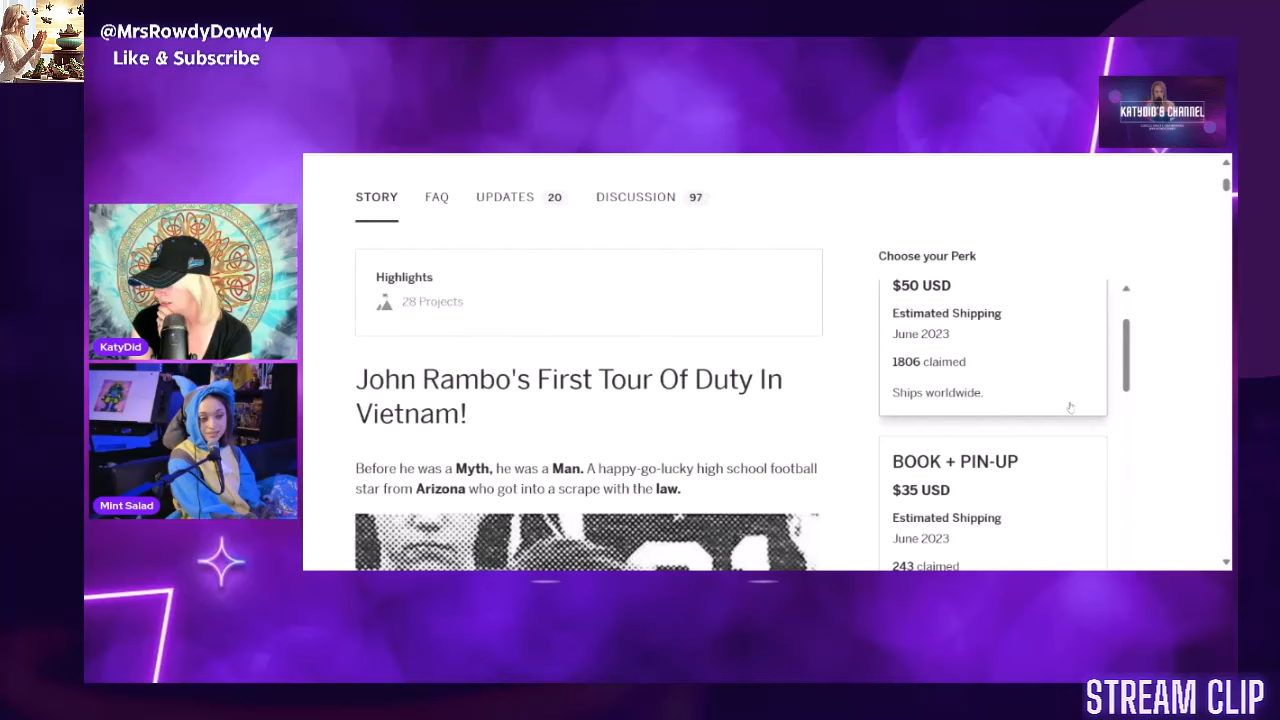 @MrsRowdyDowdy
Like & Subscribe
KATYDID'S CHANNEL
STORY FAQ UPDATES 20 DISCUSSION 97
Highlights
28 Projects
John Rambo's First Tour Of Duty In
Vietnam!
Before he was a Myth, he was a Man. A happy-go-lucky high school football
star from Arizona who got into a scrape with the law.
Choose your Perk
$50 USD
Estimated Shipping
June 2023
1806 claimed
Ships worldwide.
BOOK + PIN-UP
$35 USD
Estimated Shipping
June 2023
243 claimed
KatyDid
Mint Salad
STREAM CLIP